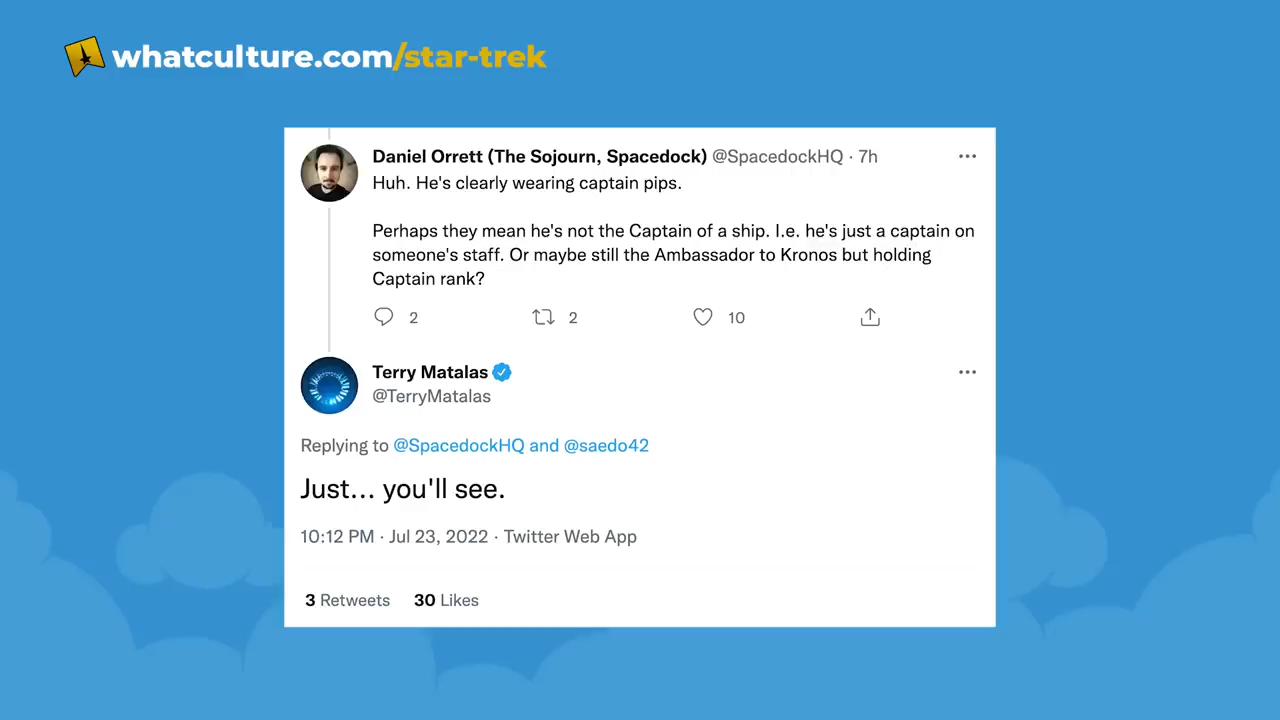 whatculture.com/star-trek
Daniel Orrett (The Sojourn, Spacedock) @SpacedockHQ · 7h
Huh. He's clearly wearing captain pips.
Perhaps they mean he's not the Captain of a ship. I.e. he's just a captain on
someone's staff. Or maybe still the Ambassador to Kronos but holding
Captain rank?
2 2 10
Terry Matalas
@TerryMatalas
Replying to @SpacedockHQ and @saedo42
Just... you'll see.
10:12 PM · Jul 23, 2022 · Twitter Web App
3 Retweets 30 Likes